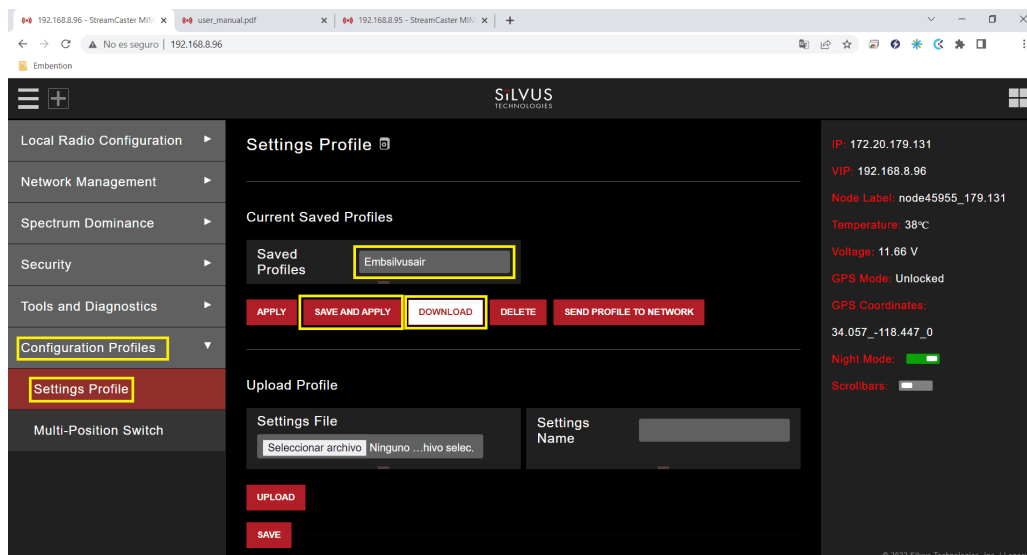 192.168.8.96 - StreamCaster MIM
user_manual.pdf
192.168.8.95 - StreamCaster MIM
No es seguro | 192.168.8.96
Embention
SiLVUS
TECHNOLOGIES
Local Radio Configuration
Network Management
Spectrum Dominance
Security
Tools and Diagnostics
Configuration Profiles
Settings Profile
Multi-Position Switch
Settings Profile
Current Saved Profiles
Saved Profiles
Embsilvusair
APPLY
SAVE AND APPLY
DOWNLOAD
DELETE
SEND PROFILE TO NETWORK
Upload Profile
Settings File
Seleccionar archivo Ninguno ...hivo selec.
Settings Name
UPLOAD
SAVE
IP: 172.20.179.131
VIP: 192.168.8.96
Node Label: node45955_179.131
Temperature: 38°C
Voltage: 11.66 V
GPS Mode: Unlocked
GPS Coordinates:
34.057_-118.447_0
Night Mode:
Scrollbars: